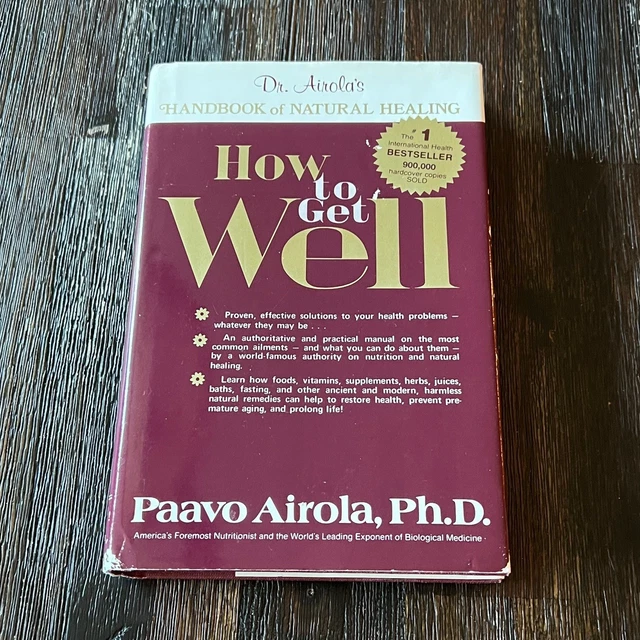 Dr. Airola's
HANDBOOK of NATURAL HEALING
The #1
International Health
BESTSELLER
900,000
hardcover copies
SOLD
How
to
Get
Well
Proven, effective solutions to your health problems —
whatever they may be . . .
An authoritative and practical manual on the most
common ailments — and what you can do about them —
by a world-famous authority on nutrition and natural
healing.
Learn how foods, vitamins, supplements, herbs, juices,
baths, fasting, and other ancient and modern, harmless
natural remedies can help to restore health, prevent pre-
mature aging, and prolong life!
Paavo Airola, Ph.D.
America's Foremost Nutritionist and the World's Leading Exponent of Biological Medicine